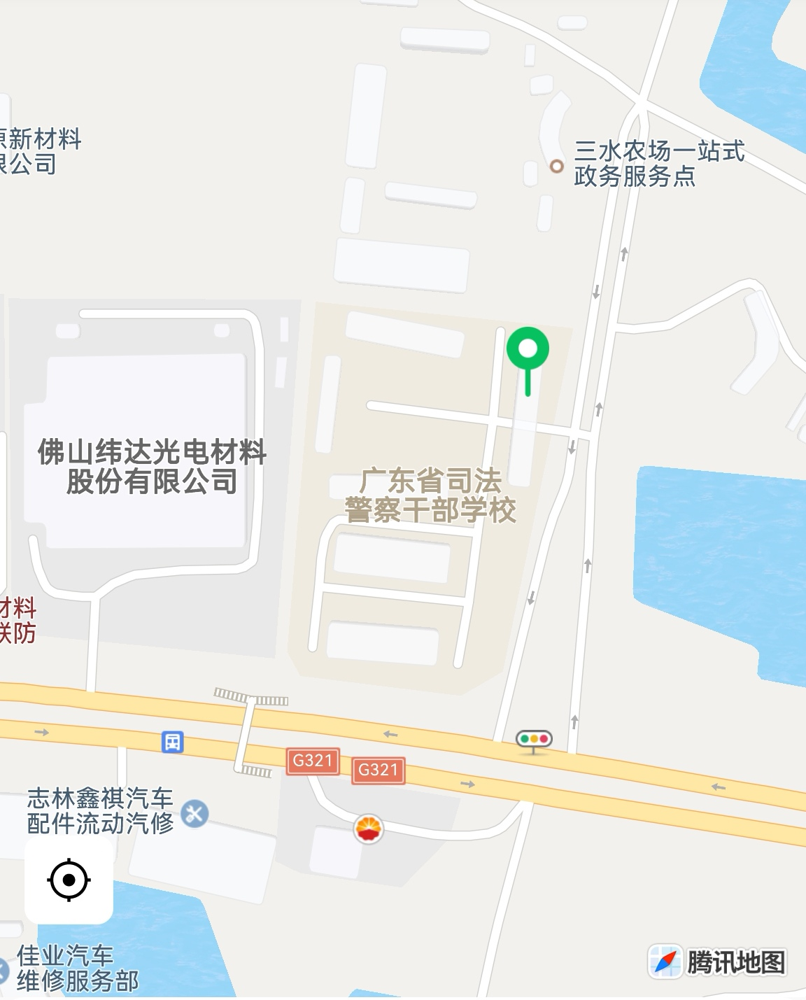 新材料
限公司
三水农场一站式
政务服务点
佛山纬达光电材料
股份有限公司
广东省司法
警察干部学校
材料
联防
G321
G321
志林鑫祺汽车
配件流动汽修
佳业汽车
维修服务部
腾讯地图